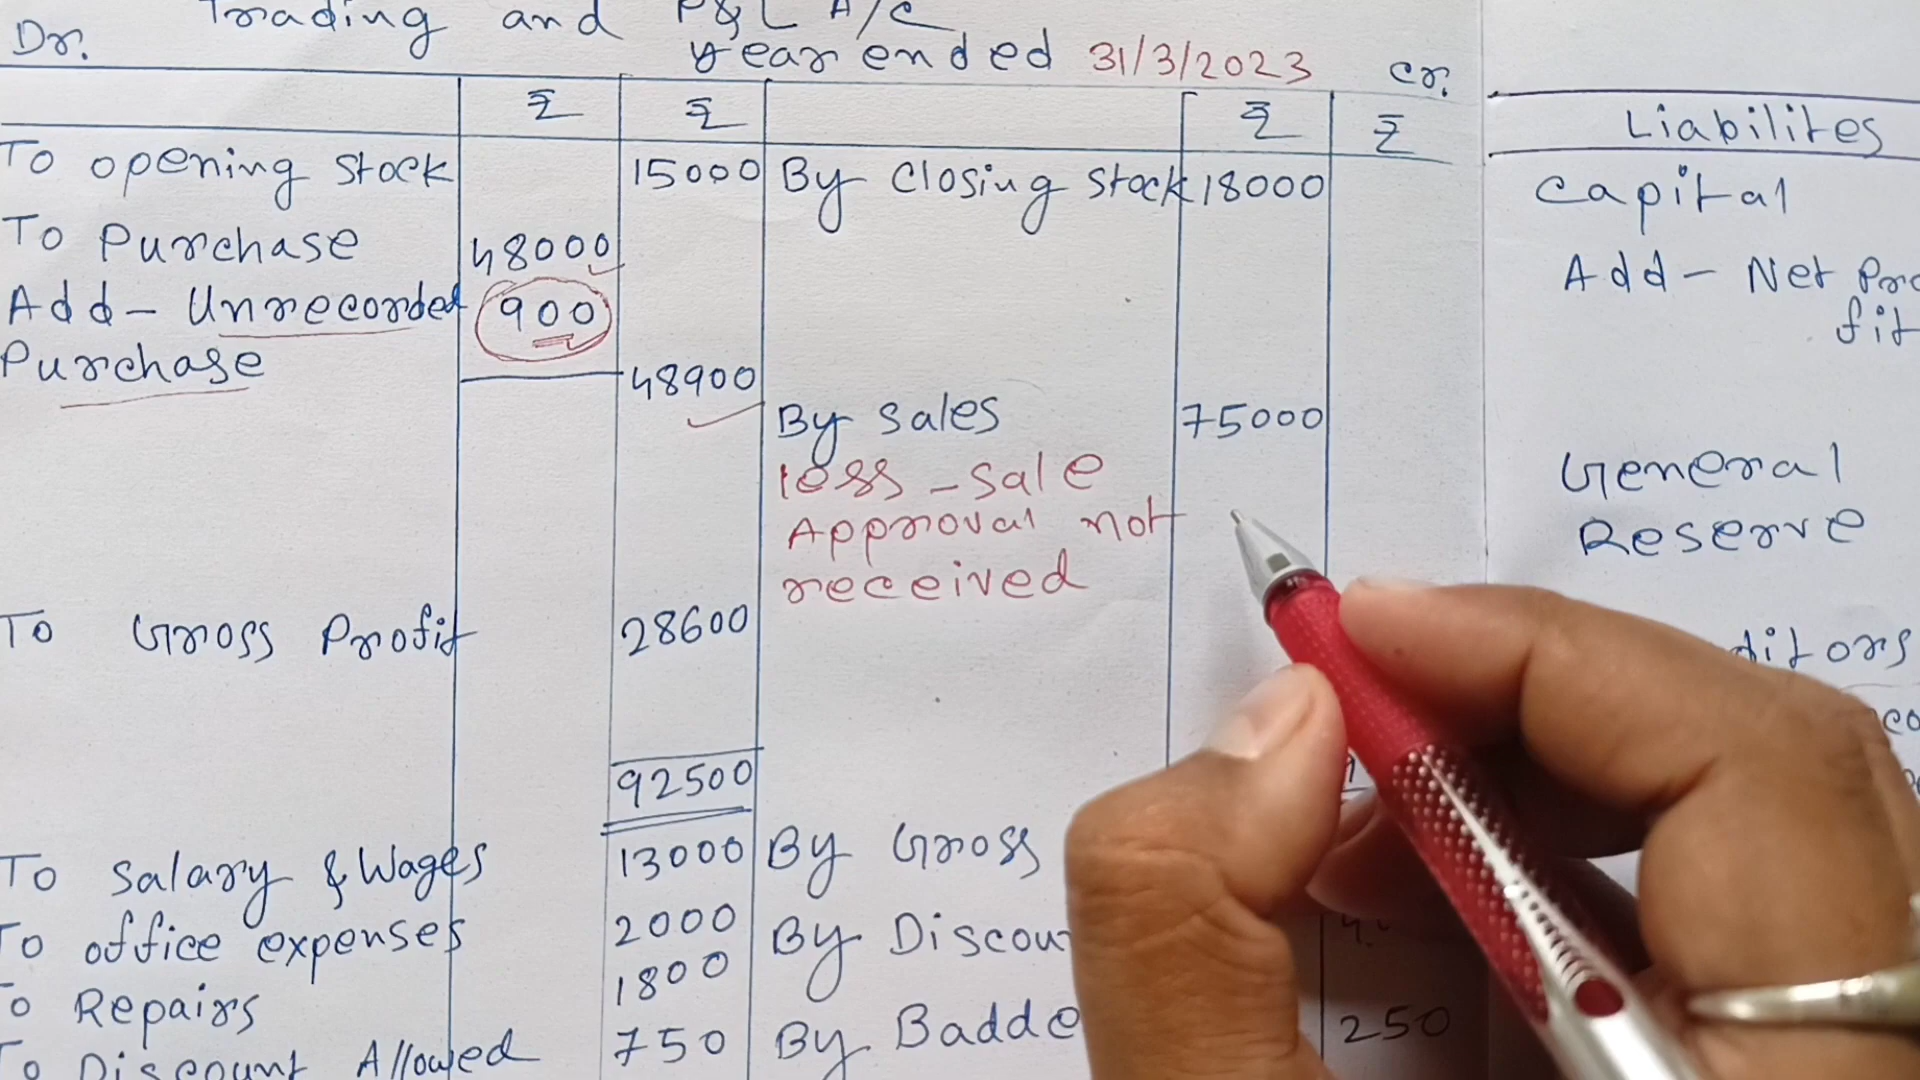 Trading and P&L A/C
Dr. year ended 31/3/2023 cr.
₹ ₹ ₹ ₹
To opening stock 15000 By Closing stock 18000
To Purchase 48000
Add - Unrecorded 900
Purchase 48900
By sales 75000
less - sale
Approval not
received
To Gross Profit 28600
92500
To Salary & Wages 13000 By Gross
To office expenses 2000 By Discou
To Repairs 1800
To Discount Allowed 750 By Badde 250
Liabilites
Capital
Add - Net Pro
fit
General
Reserve
ditors